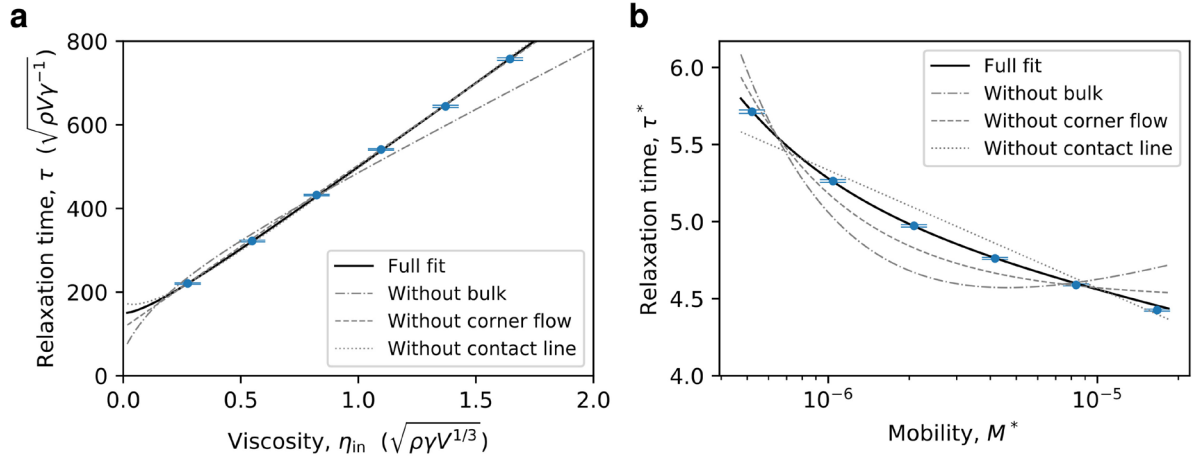 a
800
600
400
200
0
0.0 0.5 1.0 1.5 2.0
Relaxation time, τ (√ρVγ⁻¹)
Viscosity, ηin (√ργV¹/³)
Full fit
Without bulk
Without corner flow
Without contact line
b
6.0
5.5
5.0
4.5
4.0
10⁻⁶ 10⁻⁵
Relaxation time, τ*
Mobility, M*
Full fit
Without bulk
Without corner flow
Without contact line